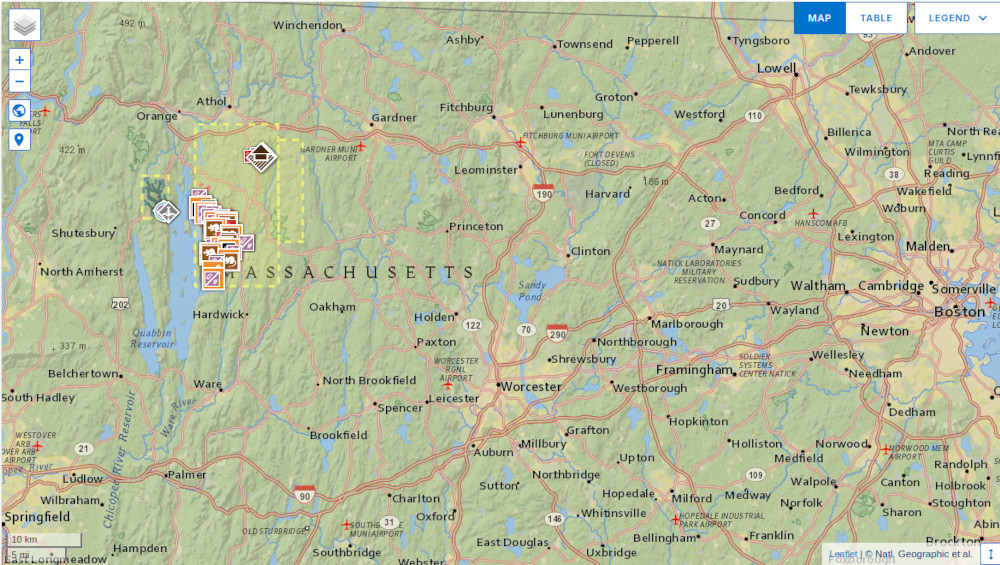 MAP
TABLE
LEGEND
492 m
Winchendon
Ashby
Townsend
Pepperell
Tyngsboro
Andover
Lowell
Tewksbury
Athol
Orange
Fitchburg
Lunenburg
Groton
Westford
110
Gardner
Billerica
North Re
FALLS
422 m
GARDNER MUNI
AIRPORT
FITCHBURG MUNI AIRPORT
FORT DEVENS
(CLOSED)
Wilmington
MTA CAMP
CURTIS
GUILD
Lynnfi
Reading
Leominster
190
Harvard
186 m
Acton
Bedford
38
Wakefield
Woburn
Concord
HANSCOM AFB
27
Lexington
Malden
Shutesbury
Princeton
Clinton
Maynard
North Amherst
MASSACHUSETTS
NATICK LABORATORIES
MILITARY
RESERVATION
Sudbury
Waltham
Cambridge
Somerville
Boston
202
Sandy
Pond
20
Wayland
Hardwick
Oakham
Holden
122
70
290
Marlborough
Newton
Quabbin
Reservoir
337 m
Paxton
Northborough
Shrewsbury
Wellesley
WORCESTER
RGNL
AIRPORT
SOLDIER
SYSTEMS
CENTER NATICK
Framingham
Needham
Belchertown
Ware
North Brookfield
Worcester
Westborough
South Hadley
Leicester
Spencer
Ware River
Chicopee River Reservoir
Dedham
Hopkinton
Brookfield
Grafton
Millbury
Auburn
Holliston
Medfield
Norwood
NORWOOD MEM
AIRPORT
WESTOVER
ARB
21
Upton
Randolph
Ludlow
Palmer
Northbridge
109
Walpole
Canton
Holbrook
Sutton
Hopedale
Milford
Medway
Norfolk
Stoughton
Sharon
Wilbraham
90
Charlton
Oxford
Whitinsville
146
HOPEDALE INDUSTRIAL
PARK AIRPORT
Springfield
OLD STURBRIDGE
31
Abin
Bellingham
Franklin
Brockton
10 km
5 mi
East Longmeadow
Hampden
Southbridge
Webster
East Douglas
Uxbridge
Foxborough
Leaflet | © Natl. Geographic et al.